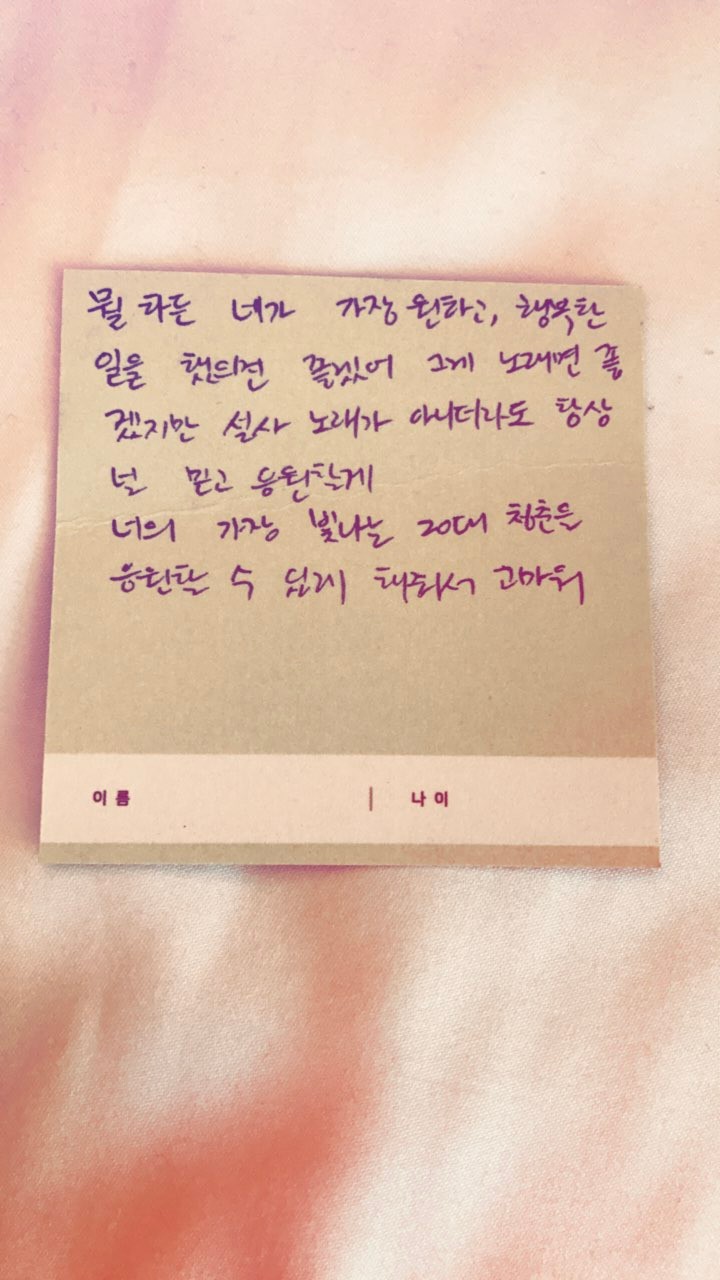 뭘 하든 네가 가장 원하고, 행복한
일을 했으면 좋겠어 그게 노래면 좋
겠지만 설사 노래가 아니더라도 항상
널 믿고 응원할게
너의 가장 빛나는 20대 청춘을
응원할 수 있게 해줘서 고마워
이름 | 나이